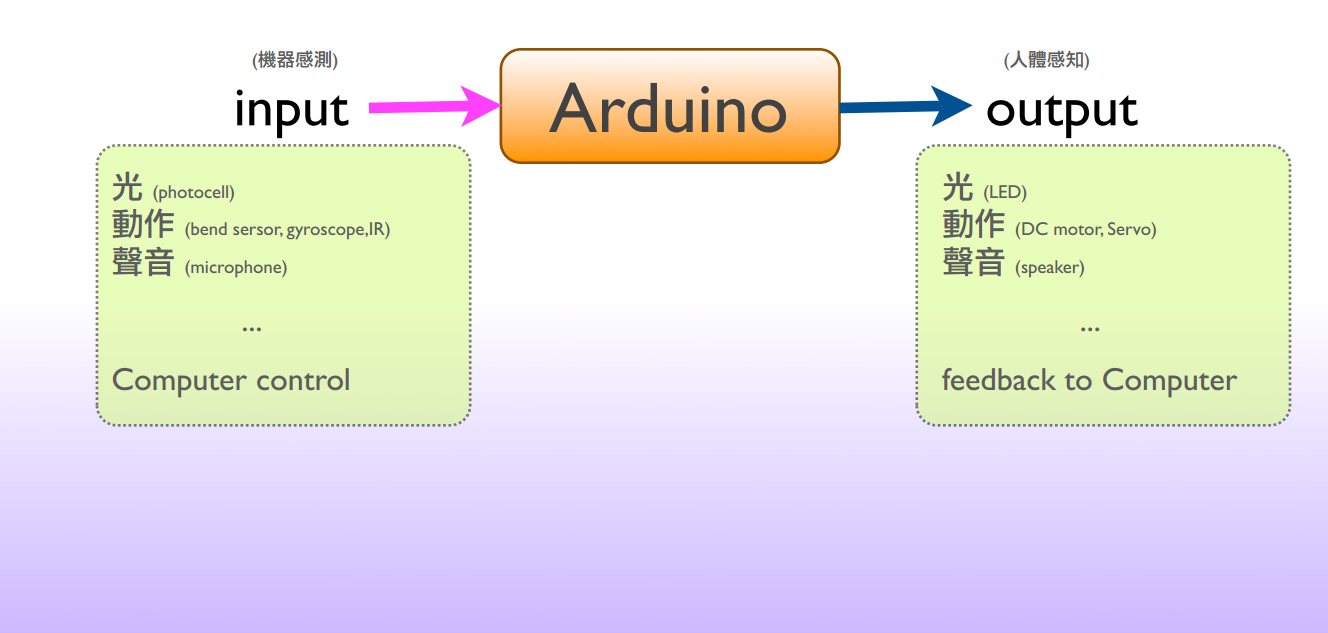 (機器感測)
input
Arduino
(人體感知)
output
光 (photocell)
動作 (bend sersor, gyroscope,IR)
聲音 (microphone)
...
Computer control
光 (LED)
動作 (DC motor, Servo)
聲音 (speaker)
...
feedback to Computer